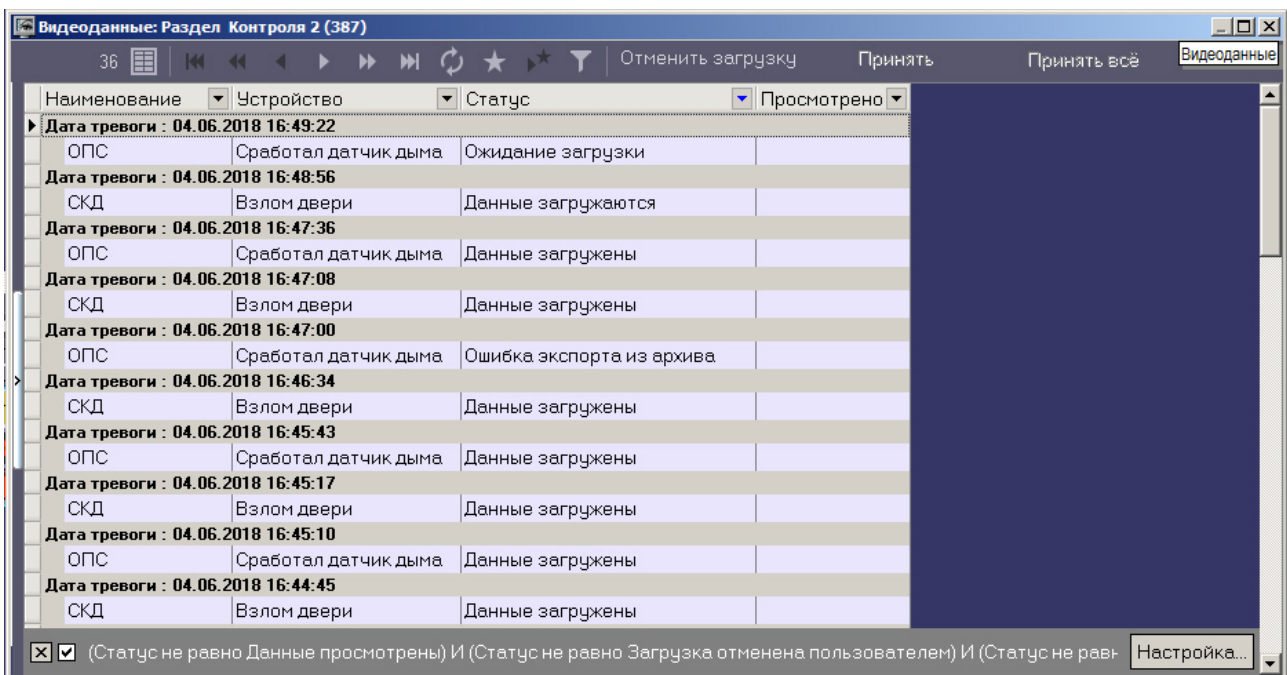 Видеоданные: Раздел Контроля 2 (387)
36 Отменить загрузку Принять Принять всё Видеоданные
Наименование Устройство Статус Просмотрено
Дата тревоги : 04.06.2018 16:49:22
ОПС Сработал датчик дыма Ожидание загрузки
Дата тревоги : 04.06.2018 16:48:56
СКД Взлом двери Данные загружаются
Дата тревоги : 04.06.2018 16:47:36
ОПС Сработал датчик дыма Данные загружены
Дата тревоги : 04.06.2018 16:47:08
СКД Взлом двери Данные загружены
Дата тревоги : 04.06.2018 16:47:00
ОПС Сработал датчик дыма Ошибка экспорта из архива
Дата тревоги : 04.06.2018 16:46:34
СКД Взлом двери Данные загружены
Дата тревоги : 04.06.2018 16:45:43
ОПС Сработал датчик дыма Данные загружены
Дата тревоги : 04.06.2018 16:45:17
СКД Взлом двери Данные загружены
Дата тревоги : 04.06.2018 16:45:10
ОПС Сработал датчик дыма Данные загружены
Дата тревоги : 04.06.2018 16:44:45
СКД Взлом двери Данные загружены
(Статус не равно Данные просмотрены) И (Статус не равно Загрузка отменена пользователем) И (Статус не равн Настройка...